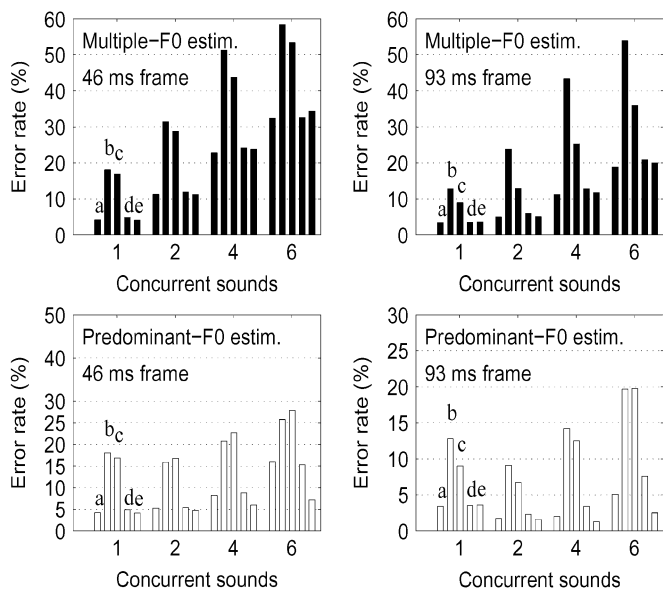 60
50
40
30
20
10
0
Error rate (%)
Multiple−F0 estim.
46 ms frame
a
b
c
d
e
1
2
4
6
Concurrent sounds
60
50
40
30
20
10
0
Error rate (%)
Multiple−F0 estim.
93 ms frame
a
b
c
d
e
1
2
4
6
Concurrent sounds
50
40
30
25
20
15
10
5
0
Error rate (%)
Predominant−F0 estim.
46 ms frame
a
b
c
d
e
1
2
4
6
Concurrent sounds
30
25
20
15
10
5
0
Error rate (%)
Predominant−F0 estim.
93 ms frame
a
b
c
d
e
1
2
4
6
Concurrent sounds